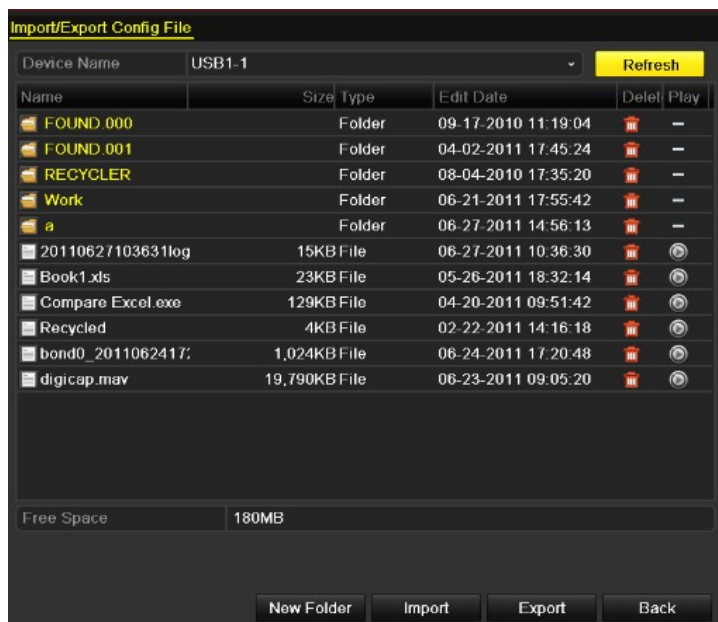 Import/Export Config File
Device Name USB1-1 Refresh
Name Size Type Edit Date Delet Play
FOUND.000 Folder 09-17-2010 11:19:04 –
FOUND.001 Folder 04-02-2011 17:45:24 –
RECYCLER Folder 08-04-2010 17:35:20 –
Work Folder 06-21-2011 17:55:42 –
a Folder 06-27-2011 14:56:13 –
20110627103631log 15KB File 06-27-2011 10:36:30
Book1.xls 23KB File 05-26-2011 18:32:14
Compare Excel.exe 129KB File 04-20-2011 09:51:42
Recycled 4KB File 02-22-2011 14:16:18
bond0_2011062417 1,024KB File 06-24-2011 17:20:48
digicap.mav 19,790KB File 06-23-2011 09:05:20
Free Space 180MB
New Folder Import Export Back